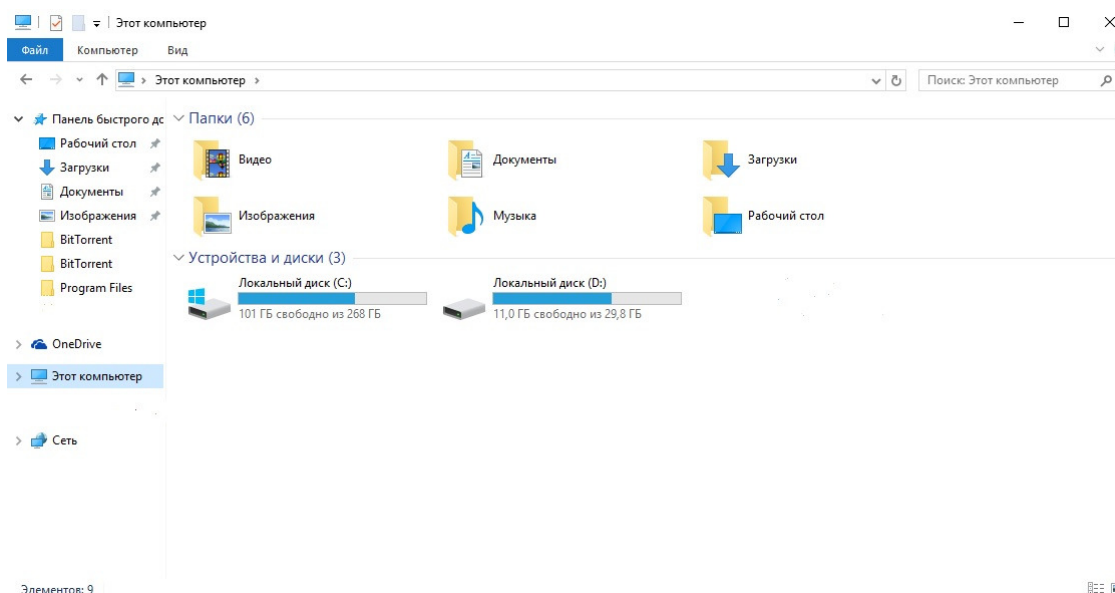 Этот компьютер
Файл Компьютер Вид
Этот компьютер
Поиск: Этот компьютер
Панель быстрого дс
Рабочий стол
Загрузки
Документы
Изображения
BitTorrent
BitTorrent
Program Files
OneDrive
Этот компьютер
Сеть
Папки (6)
Видео
Документы
Загрузки
Изображения
Музыка
Рабочий стол
Устройства и диски (3)
Локальный диск (C:)
101 ГБ свободно из 268 ГБ
Локальный диск (D:)
11,0 ГБ свободно из 29,8 ГБ
Элементов: 9